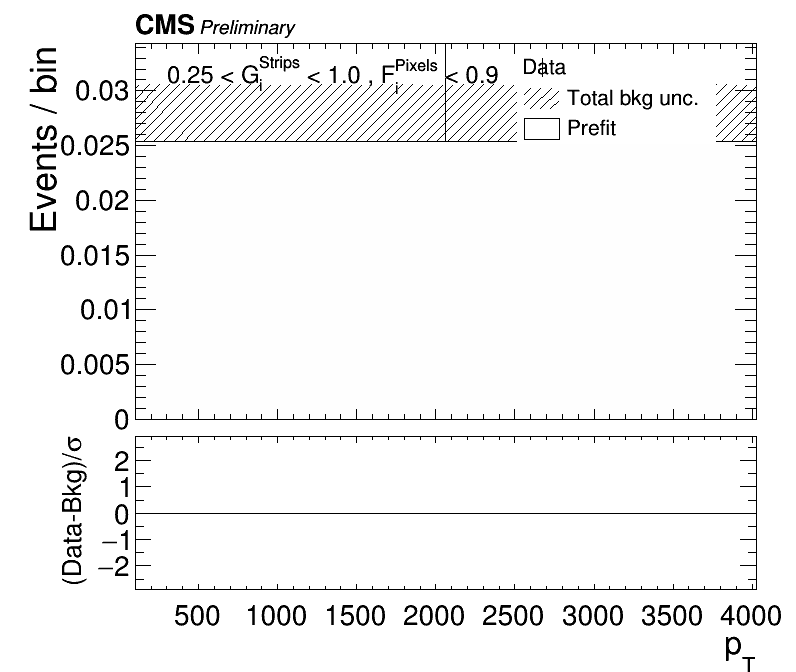 CMS Preliminary
0.25 < G_i^Strips < 1.0 , F_i^Pixels < 0.9
Data
Total bkg unc.
Prefit
Events / bin
0.03
0.025
0.02
0.015
0.01
0.005
0
(Data-Bkg)/σ
2
1
0
−1
−2
500 1000 1500 2000 2500 3000 3500 4000
p_T